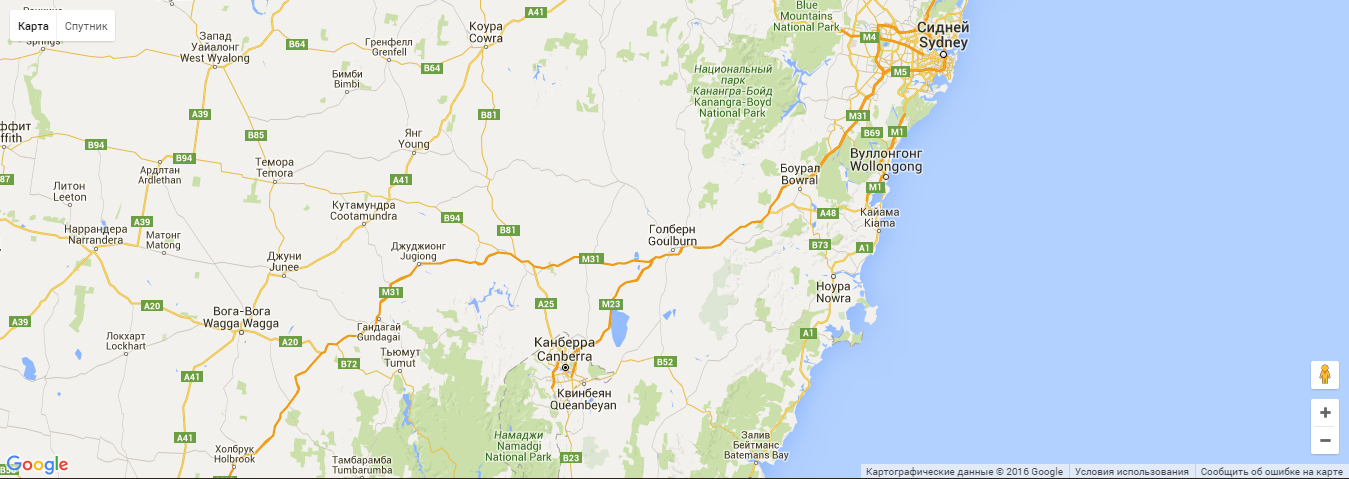 Карта Спутник
Springs
A41
Blue
Mountains
National Park
Сидней
Sydney
M4
Запад
Уайалонг
West Wyalong
B64
Коура
Cowra
Гренфелл
Grenfell
B64
Бимби
Bimbi
Национальный
парк
Канангра-Бойд
Kanangra-Boyd
National Park
M5
A39
B81
M31
B85
B69
M1
B94
Янг
Young
B94
Темора
Temora
Ардлтан
Ardlethan
Вуллонгонг
Wollongong
Боурал
Bowral
87
Литон
Leeton
A41
M1
Кутамундра
Cootamundra
B94
A48
Кайама
Kiama
A39
Наррандера
Narrandera
Матонг
Matong
B81
Голберн
Goulburn
B73
A1
Джуни
Junee
Джуджионг
Jugiong
M31
Ноура
Nowra
M31
A20
A25
M23
Вога-Вога
Wagga Wagga
A39
Гандагай
Gundagai
A1
Локхарт
Lockhart
A20
Канберра
Canberra
Тьюмут
Tumut
B72
B52
A41
Квинбеян
Queanbeyan
A41
Намаджи
Namadgi
National Park
Залив
Бейтманс
Batemans Bay
Холбрук
Holbrook
Тамбарамба
Tumbarumba
B23
+
−
Google
Картографические данные © 2016 Google Условия использования Сообщить об ошибке на карте